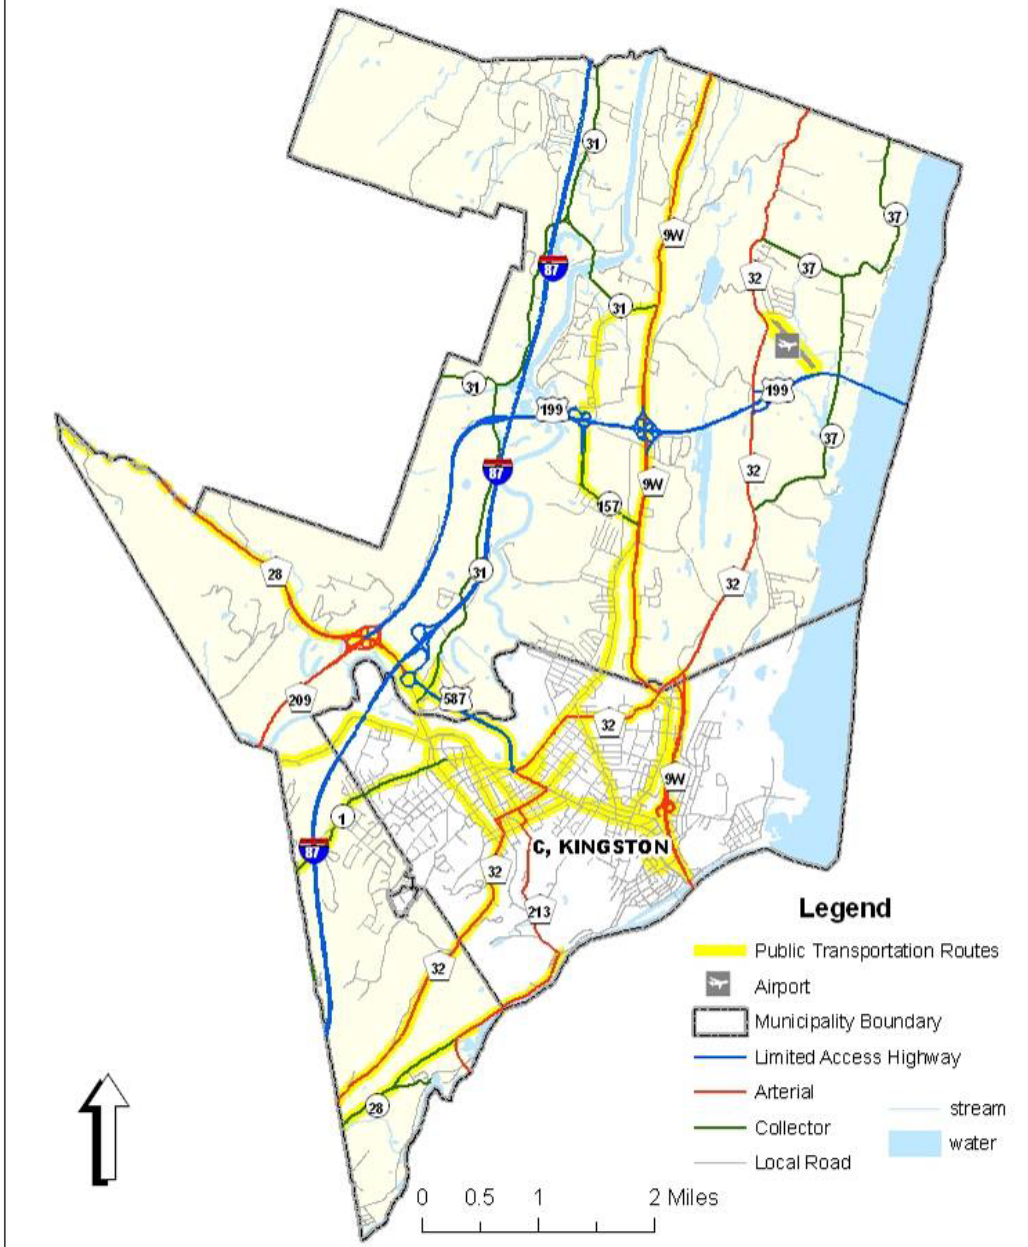 31
9W
37
87
32
37
31
199
31
199
37
87
32
9W
157
31
28
32
209
587
32
9W
1
87
C, KINGSTON
32
213
32
28
Legend
Public Transportation Routes
Airport
Municipality Boundary
Limited Access Highway
Arterial
Collector
Local Road
stream
water
0 0.5 1 2 Miles